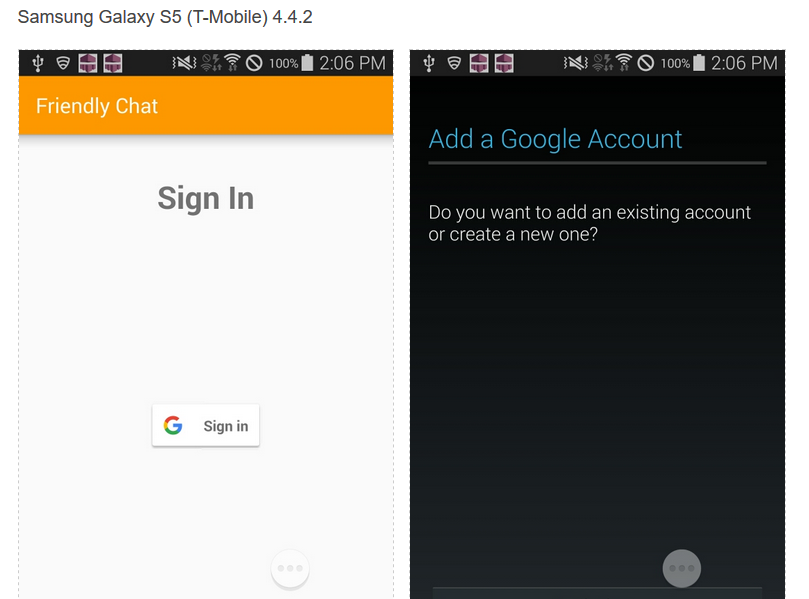 Samsung Galaxy S5 (T-Mobile) 4.4.2
100% 2:06 PM
Friendly Chat
Sign In
Sign in
100% 2:06 PM
Add a Google Account
Do you want to add an existing account
or create a new one?